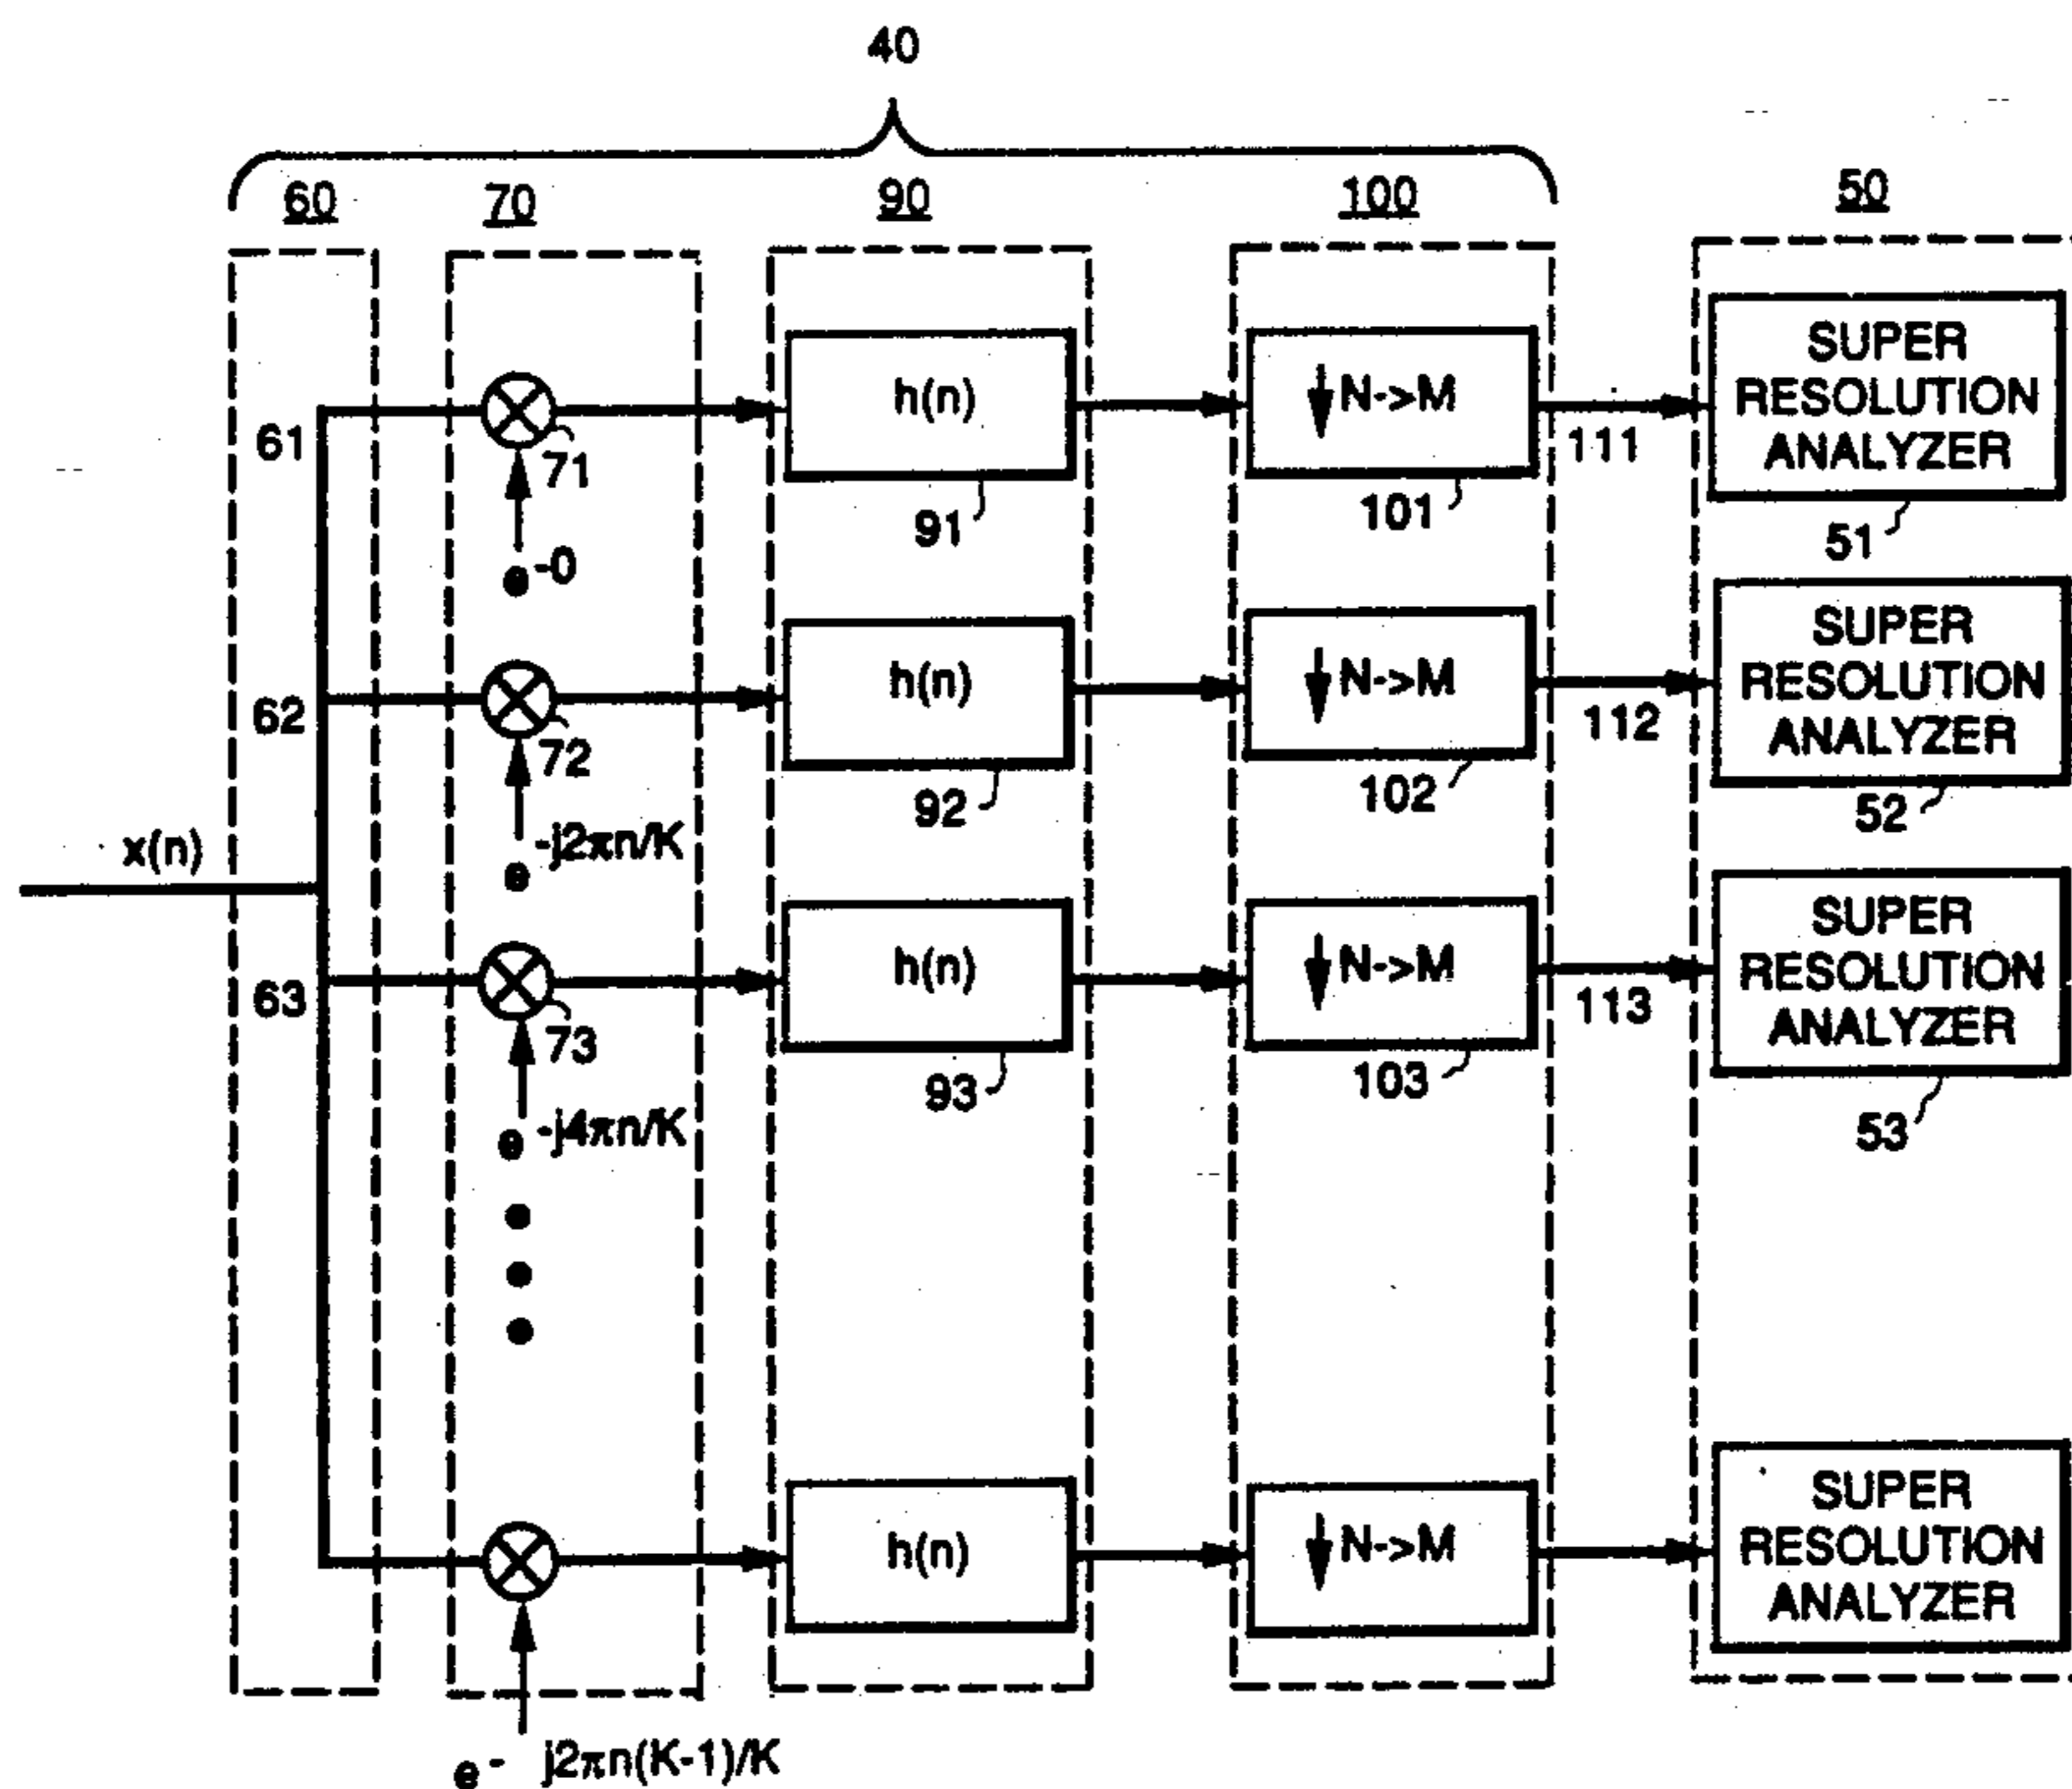 40
60 70 90 100 50
61
71
e^-0
h(n)
91
↓N->M
101
111
SUPER
RESOLUTION
ANALYZER
51
62
72
e^-j2πn/K
h(n)
92
↓N->M
102
112
SUPER
RESOLUTION
ANALYZER
52
x(n)
63
73
e^-j4πn/K
h(n)
93
↓N->M
103
113
SUPER
RESOLUTION
ANALYZER
53
h(n)
↓N->M
SUPER
RESOLUTION
ANALYZER
e^- j2πn(K-1)/K